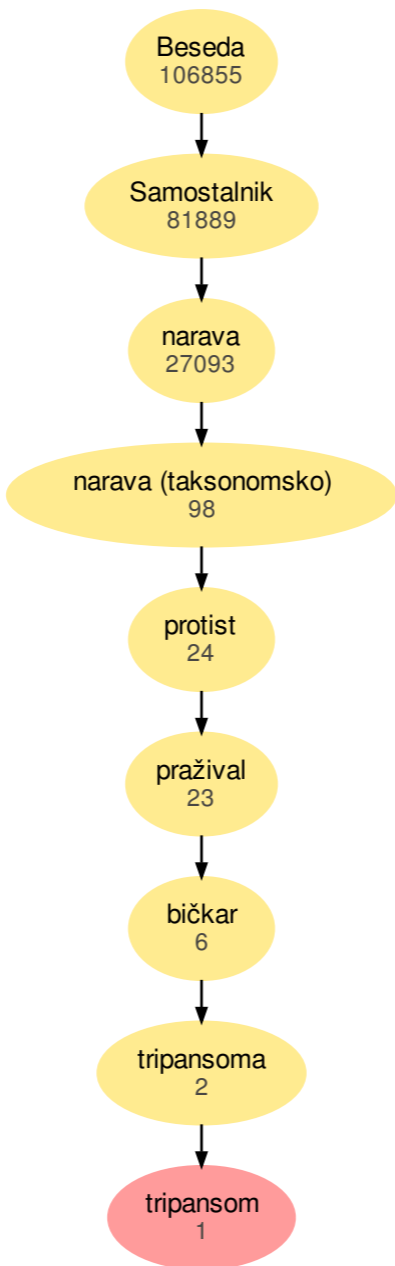 Beseda
106855
Samostalnik
81889
narava
27093
narava (taksonomsko)
98
protist
24
pražival
23
bičkar
6
tripansoma
2
tripansom
1